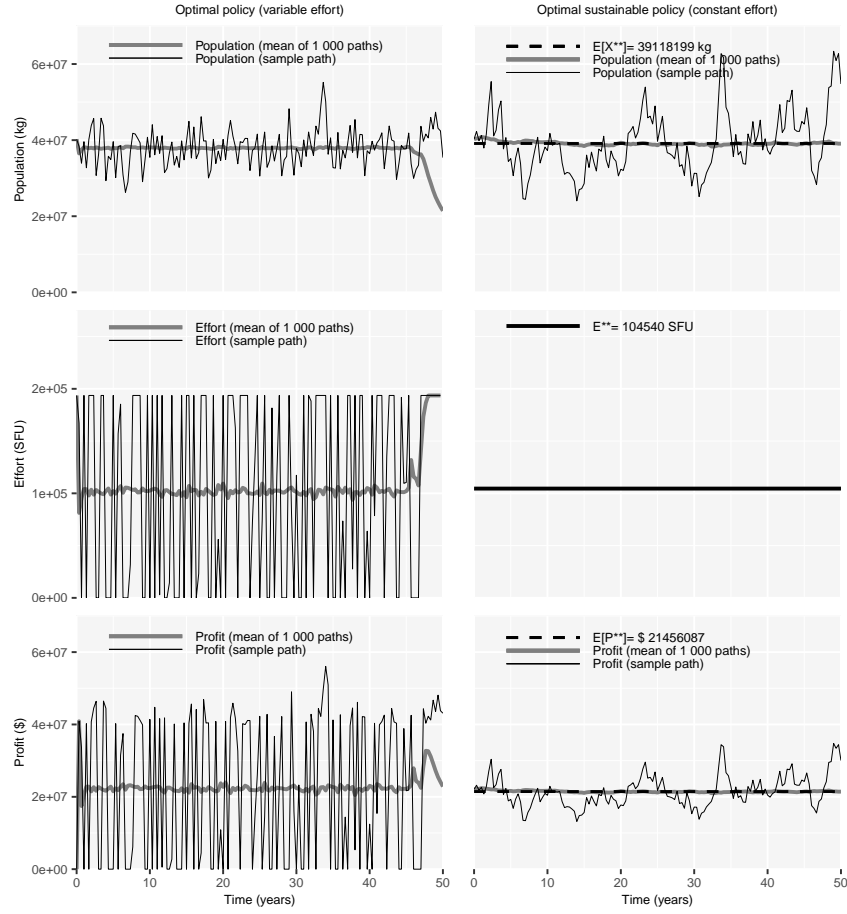 Optimal policy (variable effort)
Optimal sustainable policy (constant effort)
Population (kg)
6e+07
4e+07
2e+07
0e+00
Population (mean of 1 000 paths)
Population (sample path)
E[X**]= 39118199 kg
Population (mean of 1 000 paths)
Population (sample path)
Effort (SFU)
2e+05
1e+05
0e+00
Effort (mean of 1 000 paths)
Effort (sample path)
E**= 104540 SFU
Profit ($)
6e+07
4e+07
2e+07
0e+00
Profit (mean of 1 000 paths)
Profit (sample path)
E[P**]= $ 21456087
Profit (mean of 1 000 paths)
Profit (sample path)
0 10 20 30 40 50
Time (years)
0 10 20 30 40 50
Time (years)